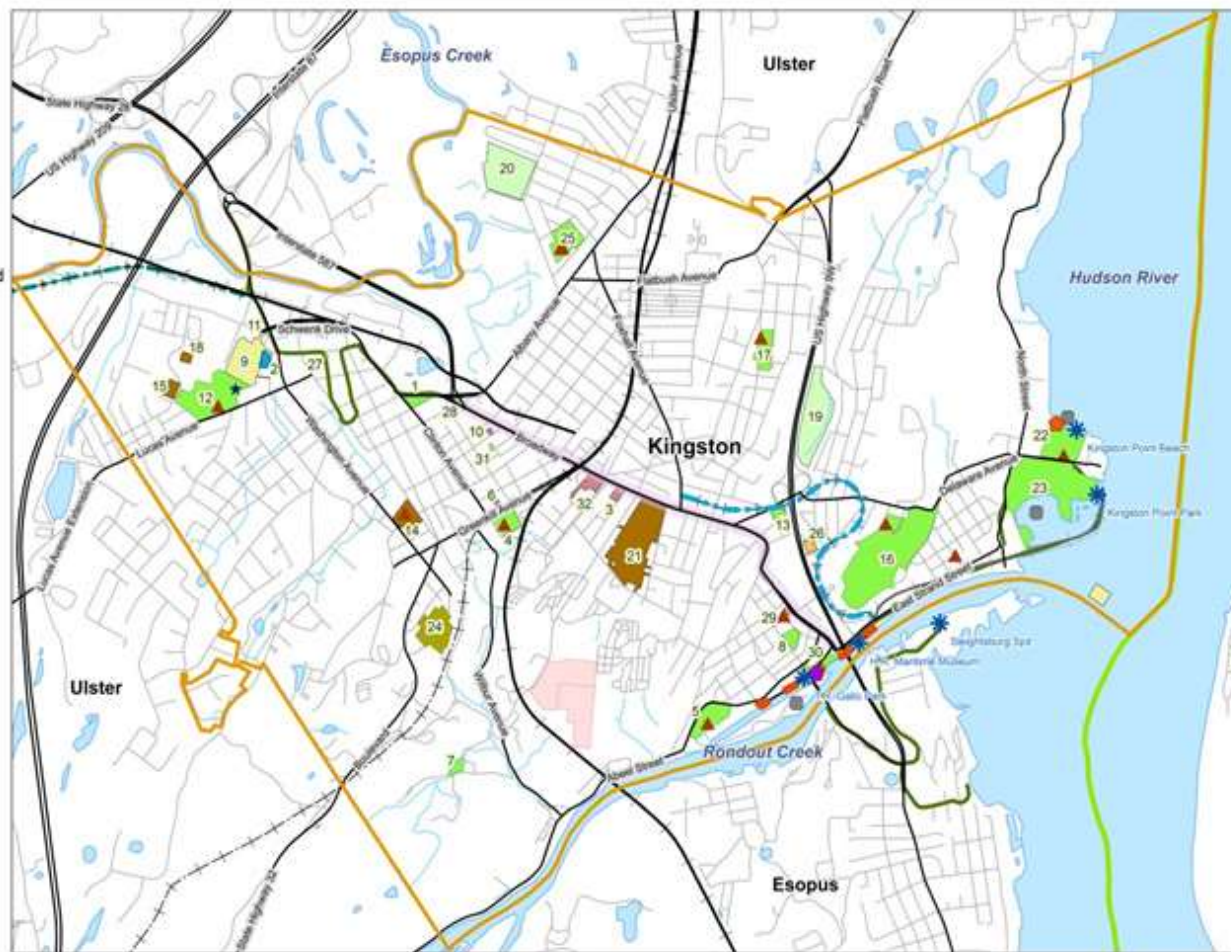 Esopus Creek
Ulster
Ulster Avenue
Flatbush Road
State Highway 28
US Highway 209
Interstate 87
20
25
Interstate 587
Flatbush Avenue
Hudson River
Albany Avenue
Foxhall Avenue
US Highway 9W
North Street
11
Schwenk Drive
18
9
2
27
17
15
12
1
28
19
Lucas Avenue
Washington Avenue
Clinton Avenue
10
31
Broadway
Kingston
22
Kingston Point Beach
Delaware Avenue
23
Lucas Avenue Extension
6
Greenkill Avenue
32
3
14
4
13
26
Kingston Point Park
21
16
East Strand Street
24
29
8
30
Sleightsburg Spit
HR Maritime Museum
Ulster
Wilbur Avenue
5
Gallo Park
Rondout Creek
Boulevard
7
Abeel Street
Esopus
State Highway 32